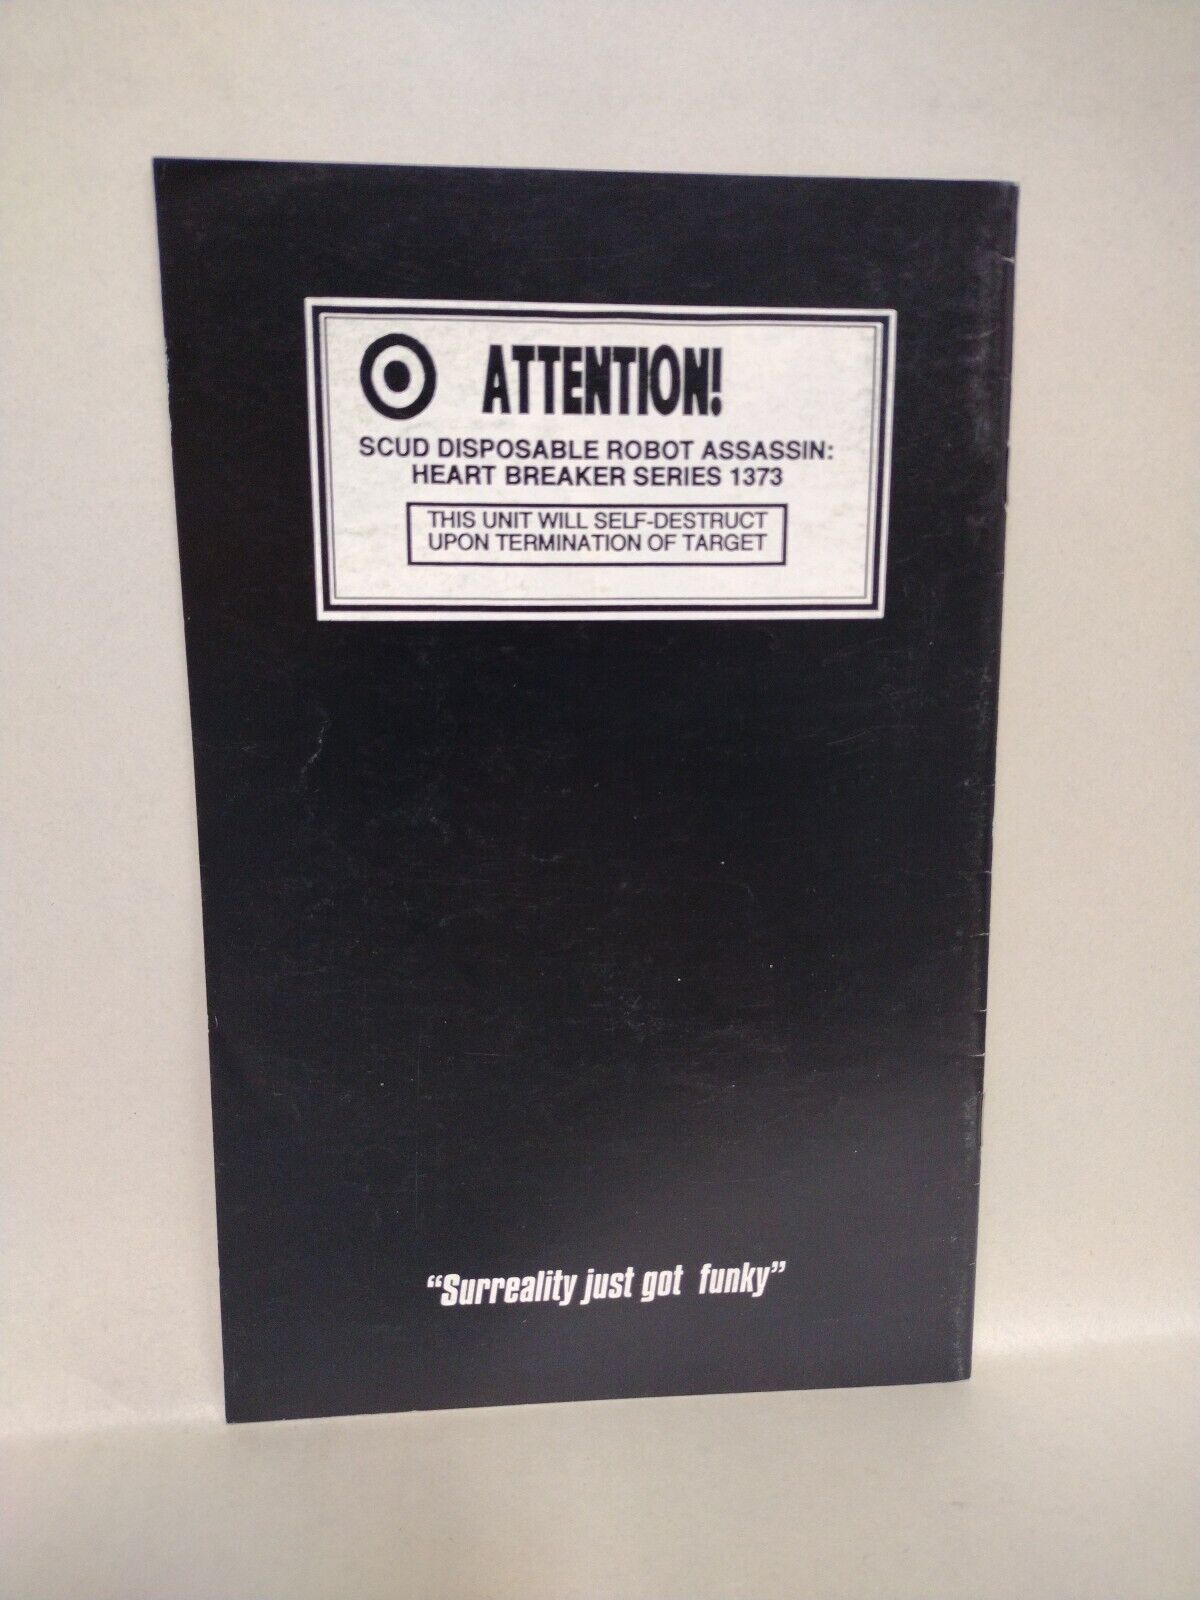 ATTENTION!
SCUD DISPOSABLE ROBOT ASSASSIN:
HEART BREAKER SERIES 1373
THIS UNIT WILL SELF-DESTRUCT
UPON TERMINATION OF TARGET
“Surreality just got funky”